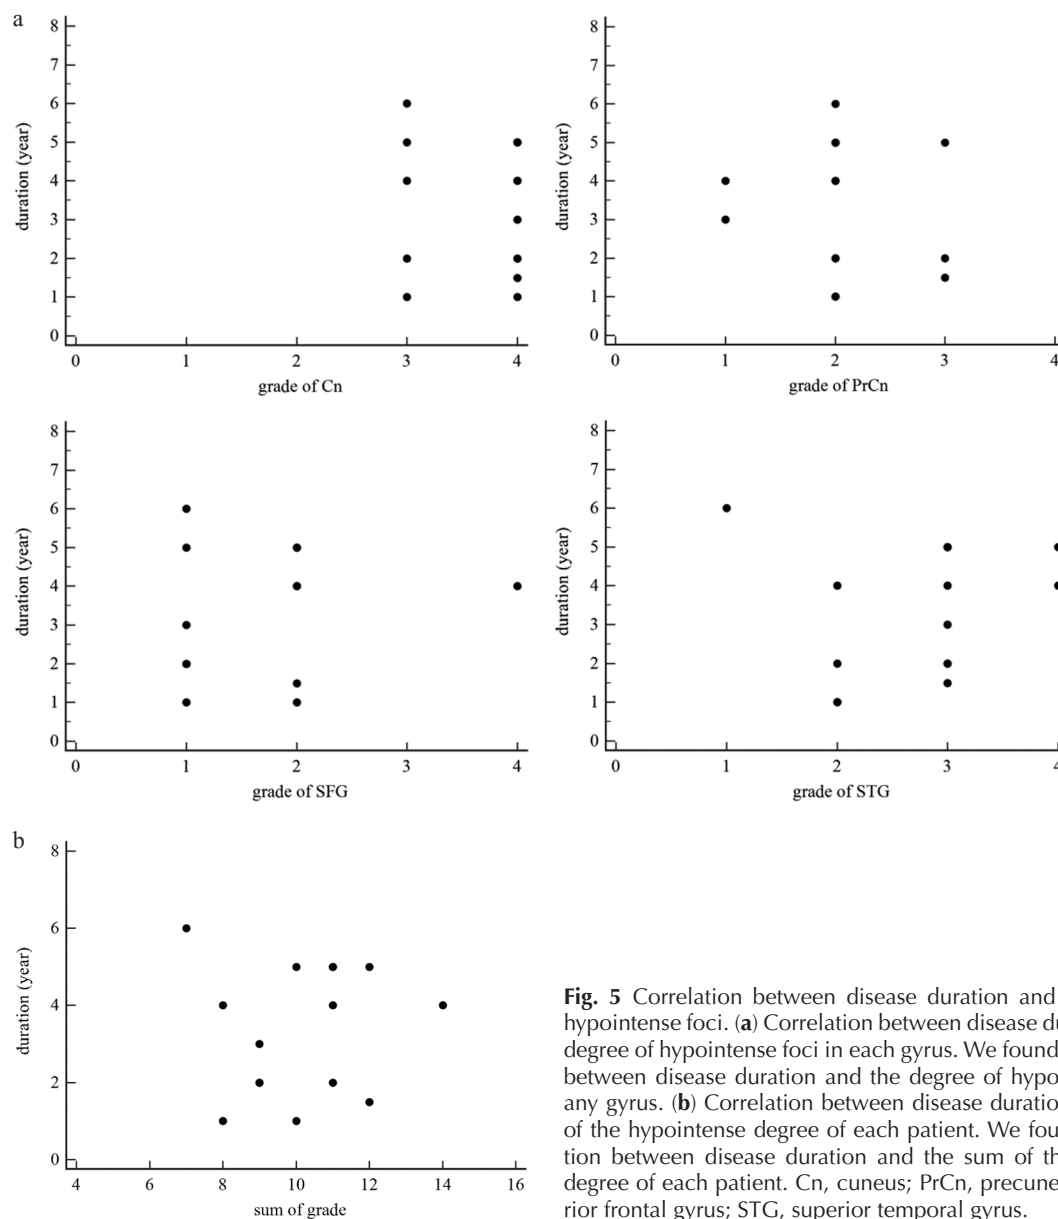 a
8
7
6
5
4
3
2
1
0
duration (year)
0 1 2 3 4
grade of Cn
8
7
6
5
4
3
2
1
0
duration (year)
0 1 2 3 4
grade of PrCn
8
7
6
5
4
3
2
1
0
duration (year)
0 1 2 3 4
grade of SFG
8
7
6
5
4
3
2
1
0
duration (year)
0 1 2 3 4
grade of STG
b
8
6
4
2
0
duration (year)
4 6 8 10 12 14 16
sum of grade
Fig. 5 Correlation between disease duration and
hypointense foci. (a) Correlation between disease du
degree of hypointense foci in each gyrus. We found
between disease duration and the degree of hypo
any gyrus. (b) Correlation between disease duratio
of the hypointense degree of each patient. We fou
tion between disease duration and the sum of th
degree of each patient. Cn, cuneus; PrCn, precune
rior frontal gyrus; STG, superior temporal gyrus.